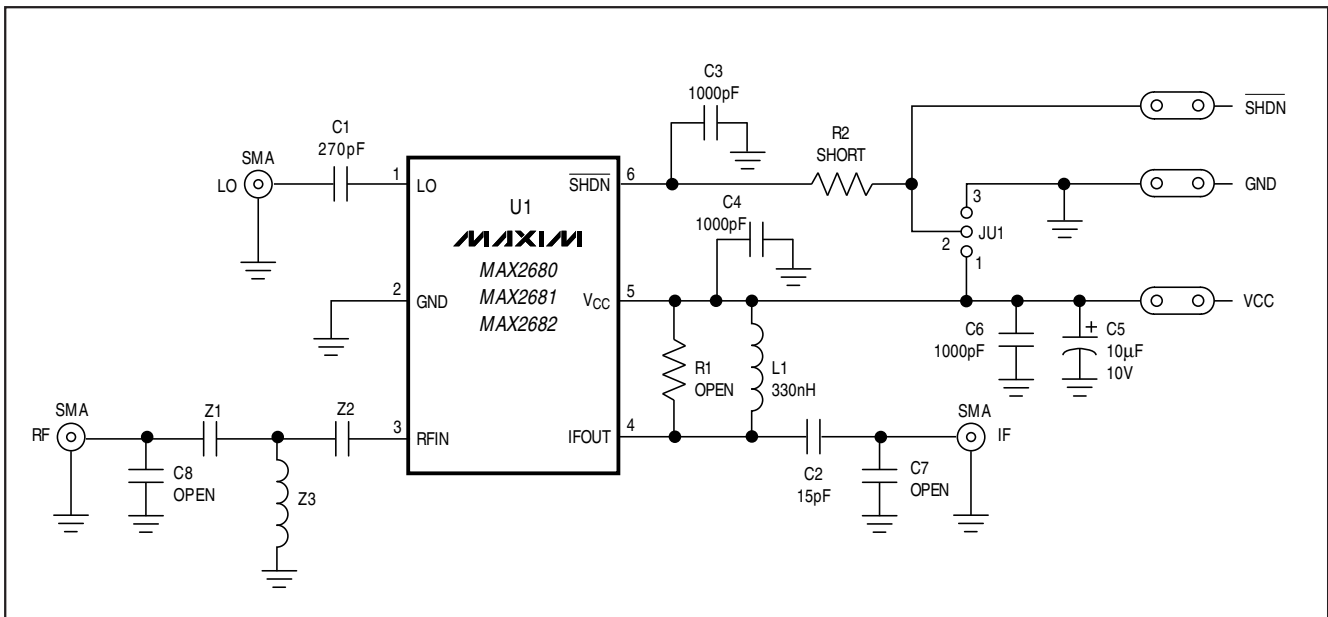 C3
1000pF
SHDN
C1
270pF
R2
SHORT
SMA
LO
1
LO
SHDN
6
3
GND
U1
MAXIM
MAX2680
MAX2681
MAX2682
C4
1000pF
2
JU1
1
2
GND
VCC
5
VCC
C6
1000pF
+
C5
10µF
10V
R1
OPEN
L1
330nH
SMA
RF
Z1
Z2
3
RFIN
IFOUT
4
SMA
IF
C8
OPEN
Z3
C2
15pF
C7
OPEN